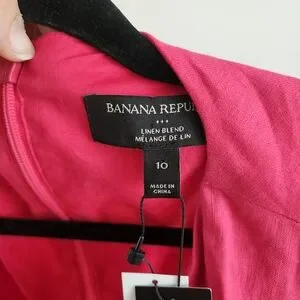 BANANA REPU
LINEN BLEND
MÉLANGE DE LIN
10
MADE IN
CHINA